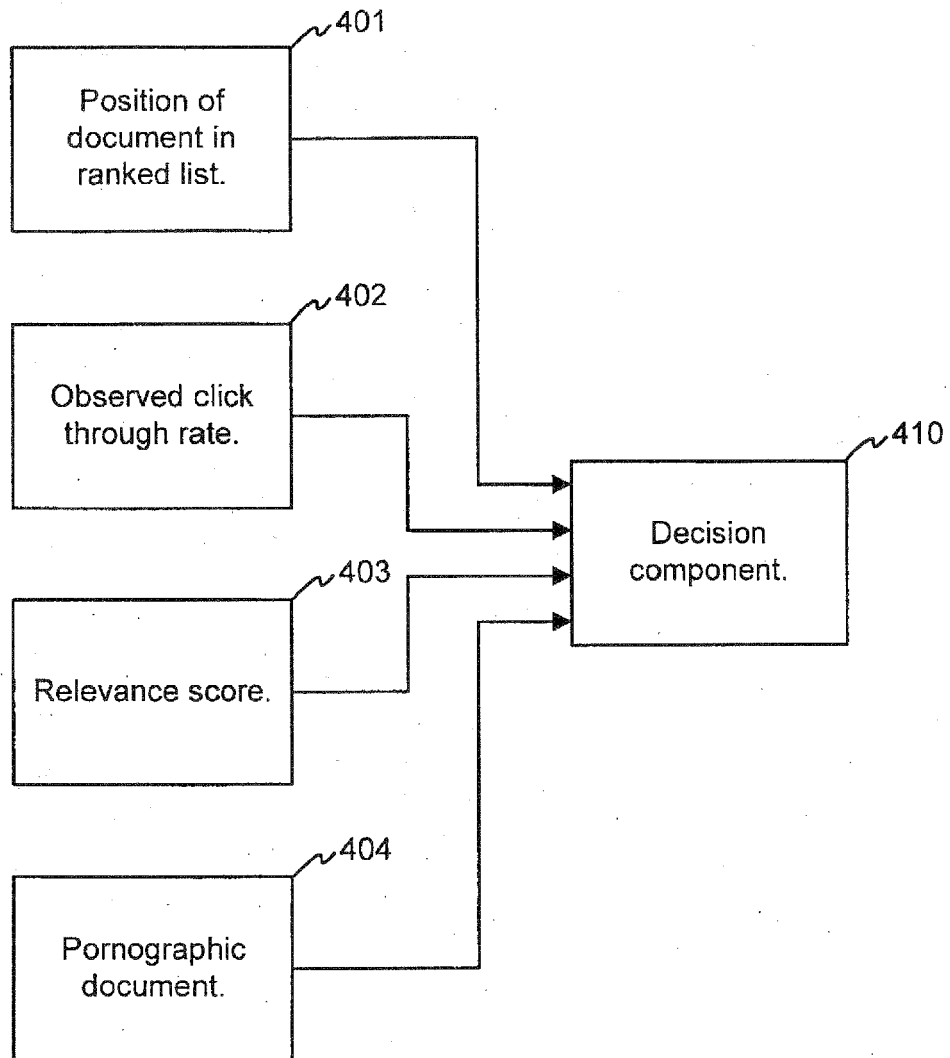 401
Position of
document in
ranked list.
402
Observed click
through rate.
410
Decision
component.
403
Relevance score.
404
Pornographic
document.